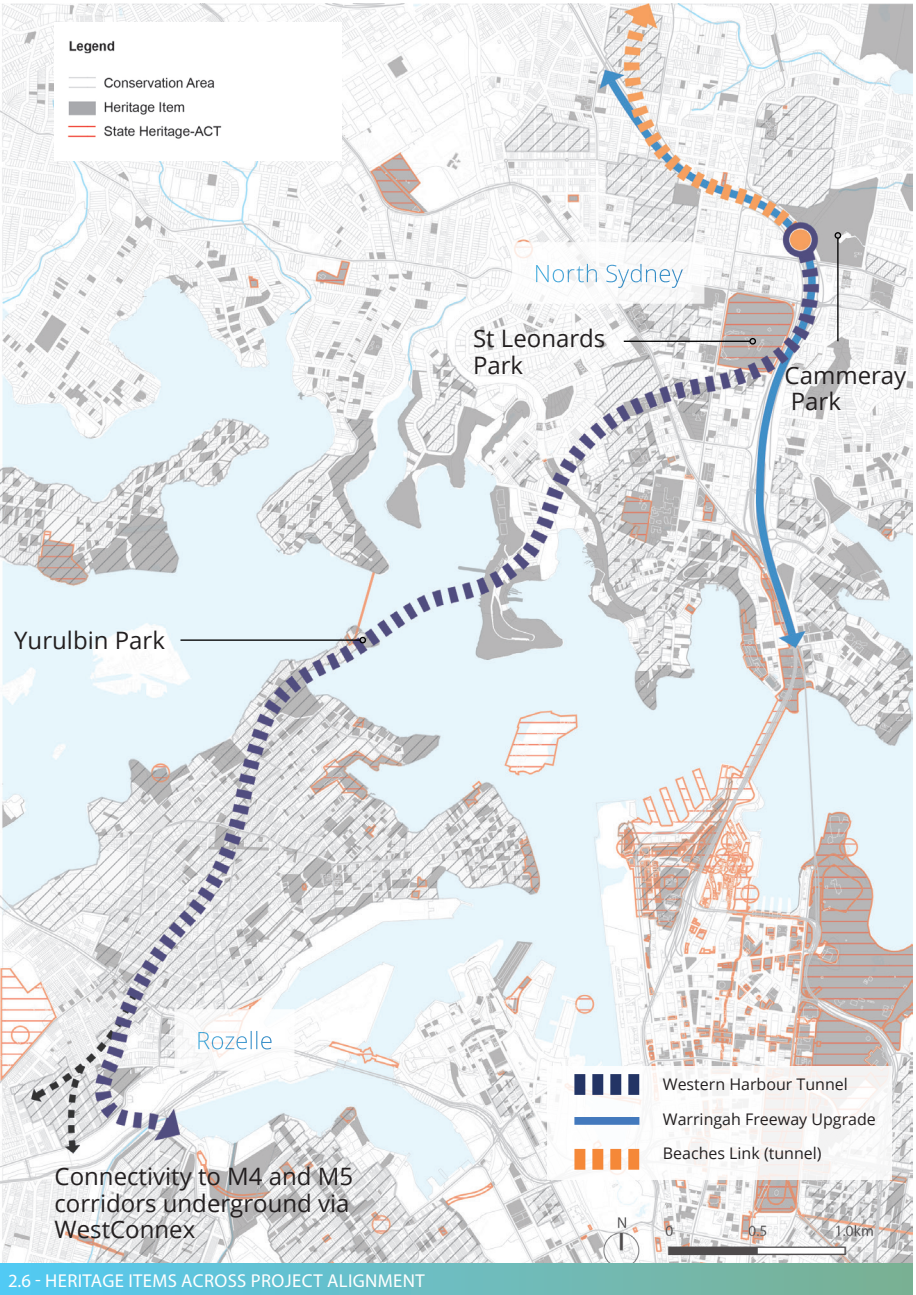 Legend
Conservation Area
Heritage Item
State Heritage-ACT
North Sydney
St Leonards
Park
Cammeray
Park
Yurulbin Park
Rozelle
Connectivity to M4 and M5
corridors underground via
WestConnex
Western Harbour Tunnel
Warringah Freeway Upgrade
Beaches Link (tunnel)
N
0 0.5 1.0km
2.6 - HERITAGE ITEMS ACROSS PROJECT ALIGNMENT